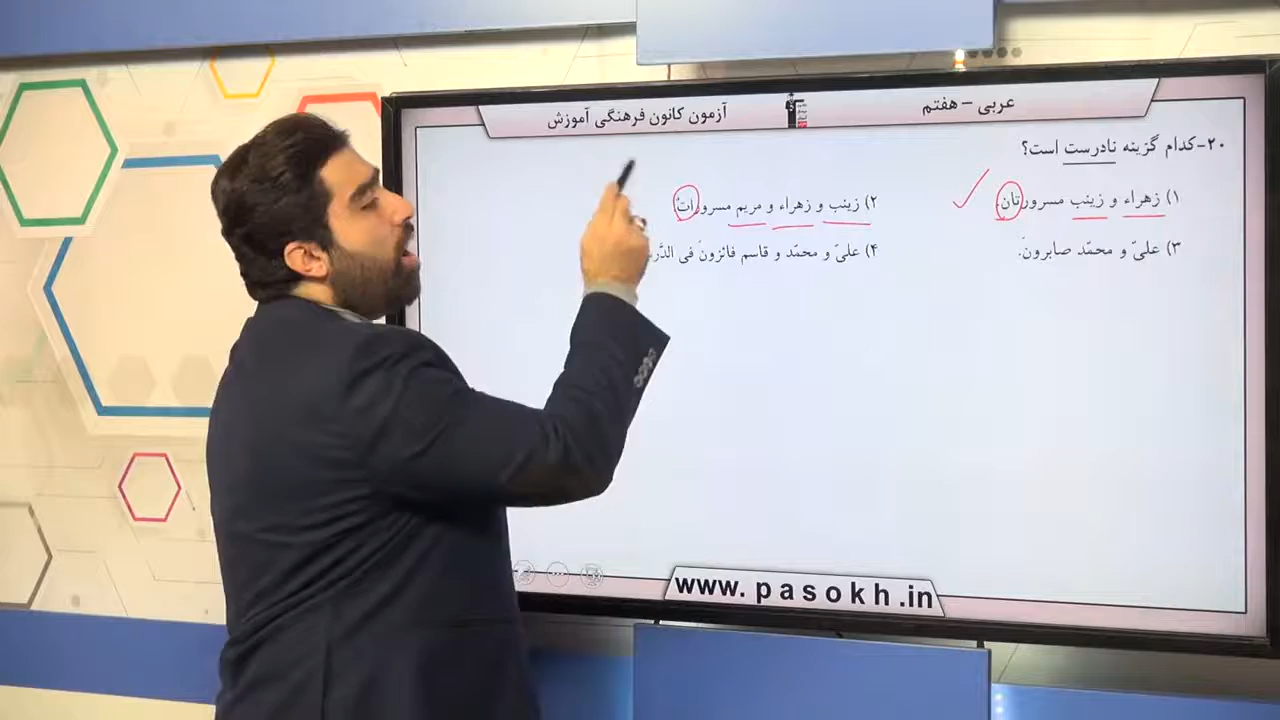 عربی – هفتم
آزمون کانون فرهنگی آموزش
۲۰-کدام گزینه نادرست است؟
۱) زهراء و زینب مسرورتان.
۲) زینب و زهراء و مریم مسرورات.
۳) علیّ و محمّد صابرونَ.
۴) علیّ و محمّد و قاسم فائزونَ فی
www.pasokh.in